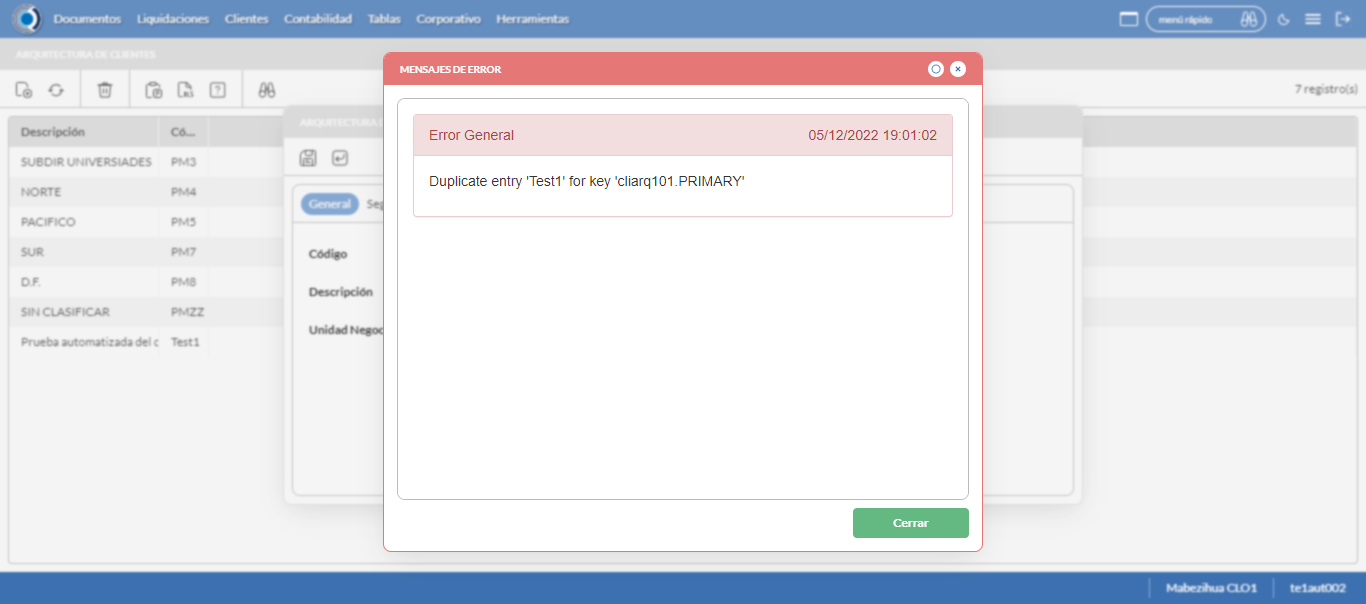 Documentos Liquidaciones Clientes Contabilidad Tablas Corporativo Herramientas menú rápido
ARQUITECTURA DE CLIENTES
7 registro(s)
Descripción Có...
SUBDIR UNIVERSIADES PM3
NORTE PM4
PACIFICO PM5
SUR PM7
D.F. PM8
SIN CLASIFICAR PMZZ
Prueba automatizada del c Test1
ARQUITECTURA
General Seg
Código
Descripción
Unidad Negoc
MENSAJES DE ERROR
Error General 05/12/2022 19:01:02
Duplicate entry 'Test1' for key 'cliarq101.PRIMARY'
Cerrar
Mabezihua CLO1 te1aut002